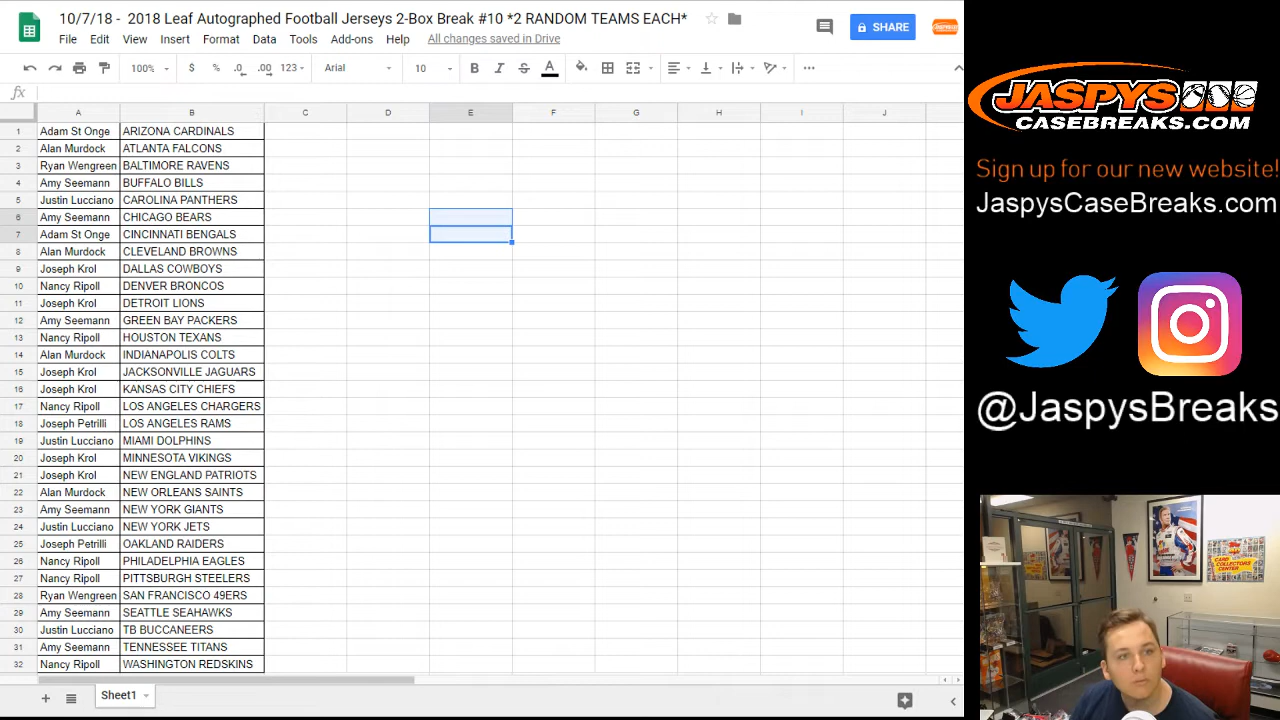 10/7/18 - 2018 Leaf Autographed Football Jerseys 2-Box Break #10 *2 RANDOM TEAMS EACH*
File Edit View Insert Format Data Tools Add-ons Help All changes saved in Drive
SHARE
100% $ % .0 .00 123 Arial 10 B I S A
fx
A B C D E F G H I J
1 Adam St Onge ARIZONA CARDINALS
2 Alan Murdock ATLANTA FALCONS
3 Ryan Wengreen BALTIMORE RAVENS
4 Amy Seemann BUFFALO BILLS
5 Justin Lucciano CAROLINA PANTHERS
6 Amy Seemann CHICAGO BEARS
7 Adam St Onge CINCINNATI BENGALS
8 Alan Murdock CLEVELAND BROWNS
9 Joseph Krol DALLAS COWBOYS
10 Nancy Ripoll DENVER BRONCOS
11 Joseph Krol DETROIT LIONS
12 Amy Seemann GREEN BAY PACKERS
13 Nancy Ripoll HOUSTON TEXANS
14 Alan Murdock INDIANAPOLIS COLTS
15 Joseph Krol JACKSONVILLE JAGUARS
16 Joseph Krol KANSAS CITY CHIEFS
17 Nancy Ripoll LOS ANGELES CHARGERS
18 Joseph Petrilli LOS ANGELES RAMS
19 Justin Lucciano MIAMI DOLPHINS
20 Joseph Krol MINNESOTA VIKINGS
21 Joseph Krol NEW ENGLAND PATRIOTS
22 Alan Murdock NEW ORLEANS SAINTS
23 Amy Seemann NEW YORK GIANTS
24 Justin Lucciano NEW YORK JETS
25 Joseph Petrilli OAKLAND RAIDERS
26 Nancy Ripoll PHILADELPHIA EAGLES
27 Nancy Ripoll PITTSBURGH STEELERS
28 Ryan Wengreen SAN FRANCISCO 49ERS
29 Amy Seemann SEATTLE SEAHAWKS
30 Justin Lucciano TB BUCCANEERS
31 Amy Seemann TENNESSEE TITANS
32 Nancy Ripoll WASHINGTON REDSKINS
Sheet1
JASPYS
CASEBREAKS.COM
Sign up for our new website!
JaspysCaseBreaks.com
@JaspysBreaks
CARD
COLLECTORS
CENTER